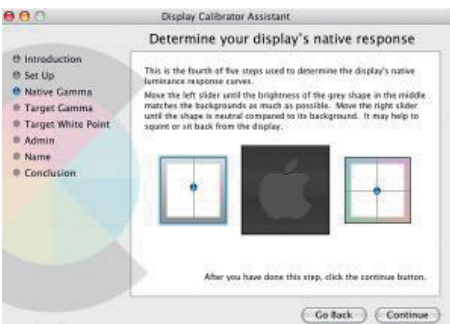 Display Calibrator Assistant
Determine your display's native response
Introduction
Set Up
Native Gamma
Target Gamma
Target White Point
Admin
Name
Conclusion
This is the fourth of five steps used to determine the display's native
luminance response curves.
Move the left slider until the brightness of the grey shape in the middle
matches the backgrounds as much as possible. Move the right slider
until the shape is neutral compared to its background. It may help to
squint or sit back from the display.
After you have done this step, click the continue button.
Go Back
Continue